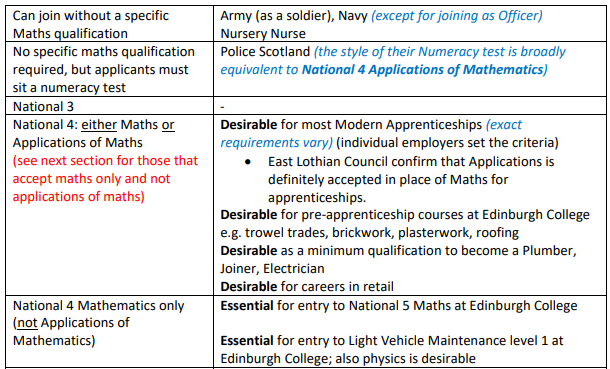 Can join without a specific
Maths qualification
Army (as a soldier), Navy (except for joining as Officer)
Nursery Nurse
No specific maths qualification
required, but applicants must
sit a numeracy test
Police Scotland (the style of their Numeracy test is broadly
equivalent to National 4 Applications of Mathematics)
National 3
-
National 4: either Maths or
Applications of Maths
(see next section for those that
accept maths only and not
applications of maths)
Desirable for most Modern Apprenticeships (exact
requirements vary) (individual employers set the criteria)
• East Lothian Council confirm that Applications is
definitely accepted in place of Maths for
apprenticeships.
Desirable for pre-apprenticeship courses at Edinburgh College
e.g. trowel trades, brickwork, plasterwork, roofing
Desirable as a minimum qualification to become a Plumber,
Joiner, Electrician
Desirable for careers in retail
National 4 Mathematics only
(not Applications of
Mathematics)
Essential for entry to National 5 Maths at Edinburgh College
Essential for entry to Light Vehicle Maintenance level 1 at
Edinburgh College; also physics is desirable